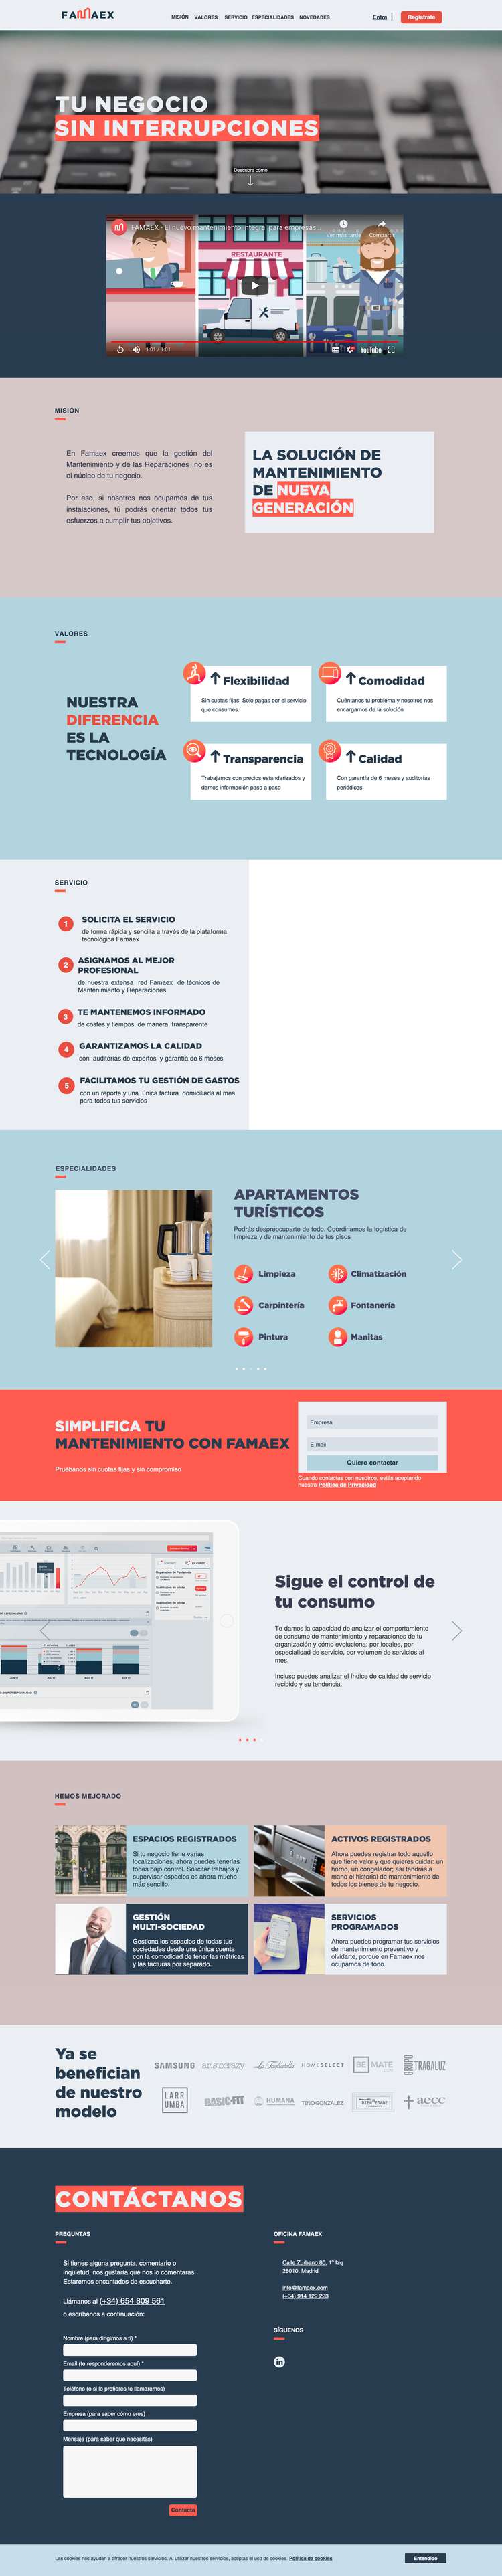 FAMAEX
MISIÓN VALORES SERVICIO ESPECIALIDADES NOVEDADES
Entra
Regístrate
TU NEGOCIO
SIN INTERRUPCIONES
Descubre cómo
FAMAEX - El nuevo mantenimiento integral para empresas...
Ver más tarde
RESTAURANTE
1:01 / 1:01
YouTube
MISIÓN
En Famaex creemos que la gestión del
Mantenimiento y de las Reparaciones no es
el núcleo de tu negocio.
Por eso, si nosotros nos ocupamos de tus
instalaciones, tú podrás orientar todos tus
esfuerzos a cumplir tus objetivos.
LA SOLUCIÓN DE
MANTENIMIENTO
DE NUEVA
GENERACIÓN
VALORES
NUESTRA
DIFERENCIA
ES LA
TECNOLOGÍA
Flexibilidad
Sin cuotas fijas. Solo pagas por el servicio
que consumes.
Comodidad
Cuéntanos tu problema y nosotros nos
encargamos de la solución
Transparencia
Trabajamos con precios estandarizados y
damos información paso a paso
Calidad
Con garantía de 6 meses y auditorías
periódicas
SERVICIO
1
SOLICITA EL SERVICIO
de forma rápida y sencilla a través de la plataforma
tecnológica Famaex
2
ASIGNAMOS AL MEJOR
PROFESIONAL
de nuestra extensa red Famaex de técnicos de
Mantenimiento y Reparaciones
3
TE MANTENEMOS INFORMADO
de costes y tiempos, de manera transparente
4
GARANTIZAMOS LA CALIDAD
con auditorías de expertos y garantía de 6 meses
5
FACILITAMOS TU GESTIÓN DE GASTOS
con un reporte y una única factura domiciliada al mes
para todos tus servicios
ESPECIALIDADES
APARTAMENTOS
TURÍSTICOS
Podrás despreocuparte de todo. Coordinamos la logística de
limpieza y de mantenimiento de tus pisos
Limpieza
Climatización
Carpintería
Fontanería
Pintura
Manitas
SIMPLIFICA TU
MANTENIMIENTO CON FAMAEX
Pruébanos sin cuotas fijas y sin compromiso
Empresa
E-mail
Quiero contactar
Cuando contactas con nosotros, estás aceptando
nuestra Política de Privacidad
Sigue el control de
tu consumo
Te damos la capacidad de analizar el comportamiento
de consumo de mantenimiento y reparaciones de tu
organización y cómo evoluciona: por locales, por
especialidad de servicio, por volumen de servicios al
mes.
Incluso puedes analizar el índice de calidad de servicio
recibido y su tendencia.
HEMOS MEJORADO
ESPACIOS REGISTRADOS
Si tu negocio tiene varias
localizaciones, ahora puedes tenerlas
todas bajo control. Solicitar trabajos y
supervisar espacios es ahora mucho
más sencillo.
ACTIVOS REGISTRADOS
Ahora puedes registrar todo aquello
que tiene valor y que quieres cuidar: un
horno, un congelador; así tendrás a
mano el historial de mantenimiento de
todos los bienes de tu negocio.
GESTIÓN
MULTI-SOCIEDAD
Gestiona los espacios de todas tus
sociedades desde una única cuenta
con la comodidad de tener las métricas
y las facturas por separado.
SERVICIOS
PROGRAMADOS
Ahora puedes programar tus servicios
de mantenimiento preventivo y
olvidarte, porque en Famaex nos
ocupamos de todo.
Ya se
benefician
de nuestro
modelo
SAMSUNG aristocrazy La Tagliatella HOMESELECT BE MATE GRUPO TRAGALUZ
LARRUMBA BASIC-FIT HUMANA TINO GONZÁLEZ aecc
CONTÁCTANOS
PREGUNTAS
Si tienes alguna pregunta, comentario o
inquietud, nos gustaría que nos lo comentaras.
Estaremos encantados de escucharte.
Llámanos al (+34) 654 809 561
o escríbenos a continuación:
Nombre (para dirigirnos a ti) *
Email (te responderemos aquí) *
Teléfono (o si lo prefieres te llamaremos)
Empresa (para saber cómo eres)
Mensaje (para saber qué necesitas)
Contacta
OFICINA FAMAEX
Calle Zurbano 80, 1º Izq
28010, Madrid
info@famaex.com
(+34) 914 129 223
SÍGUENOS
in
Las cookies nos ayudan a ofrecer nuestros servicios. Al utilizar nuestros servicios, aceptas el uso de cookies. Política de cookies
Entendido